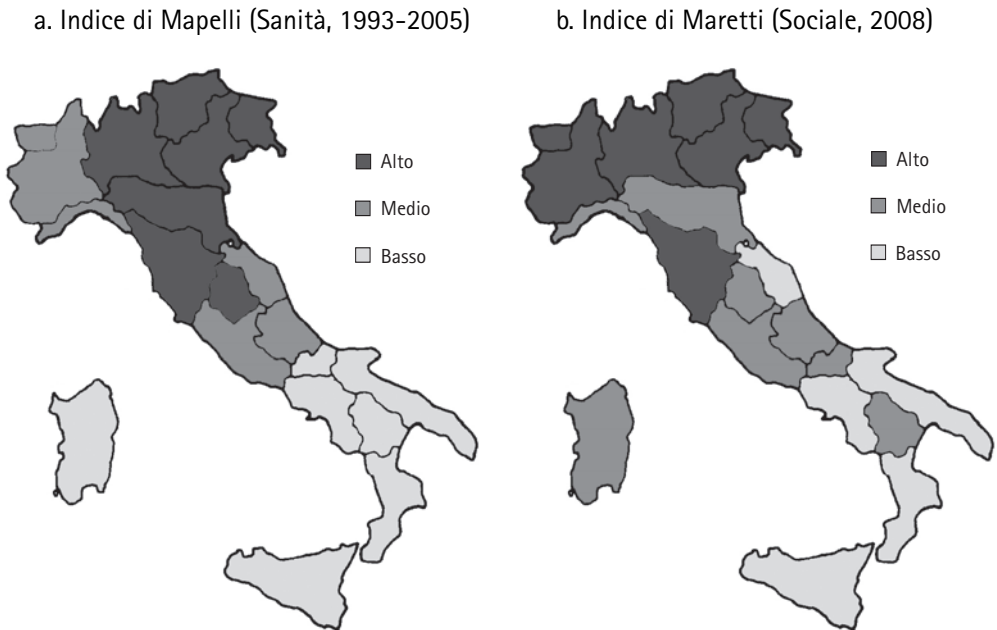 a. Indice di Mapelli (Sanità, 1993-2005)
b. Indice di Maretti (Sociale, 2008)
Alto
Medio
Basso
Alto
Medio
Basso